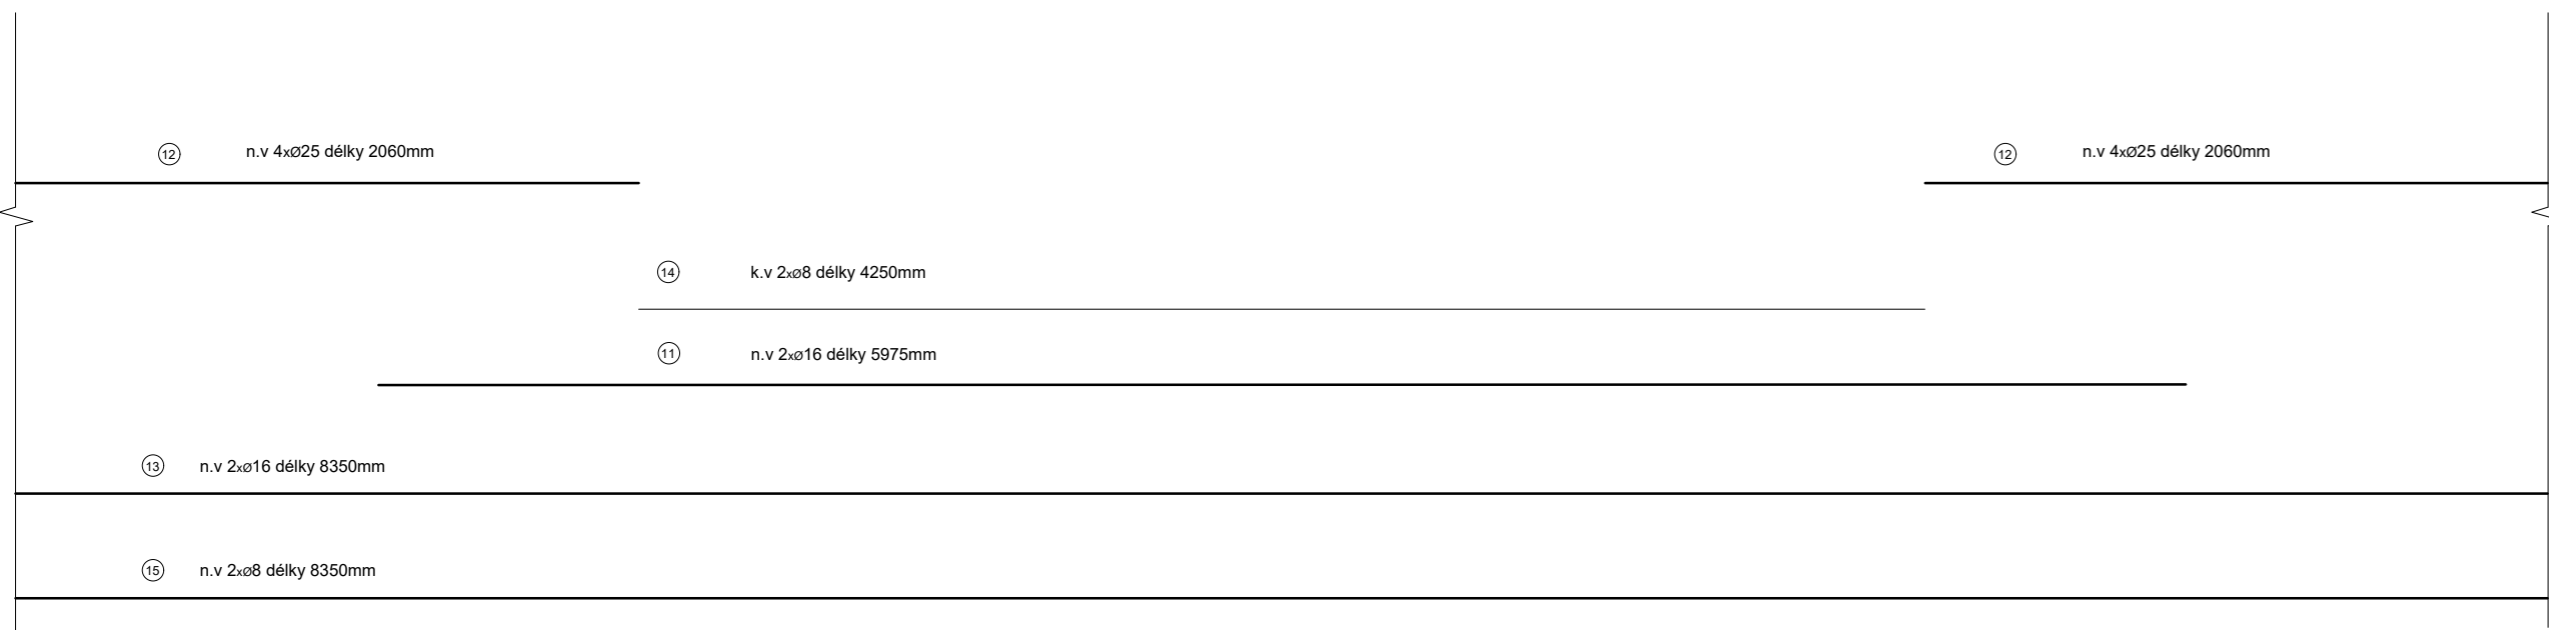 12 n.v 4xø25 délky 2060mm 12 n.v 4xø25 délky 2060mm
14 k.v 2xø8 délky 4250mm
11 n.v 2xø16 délky 5975mm
13 n.v 2xø16 délky 8350mm
15 n.v 2xø8 délky 8350mm